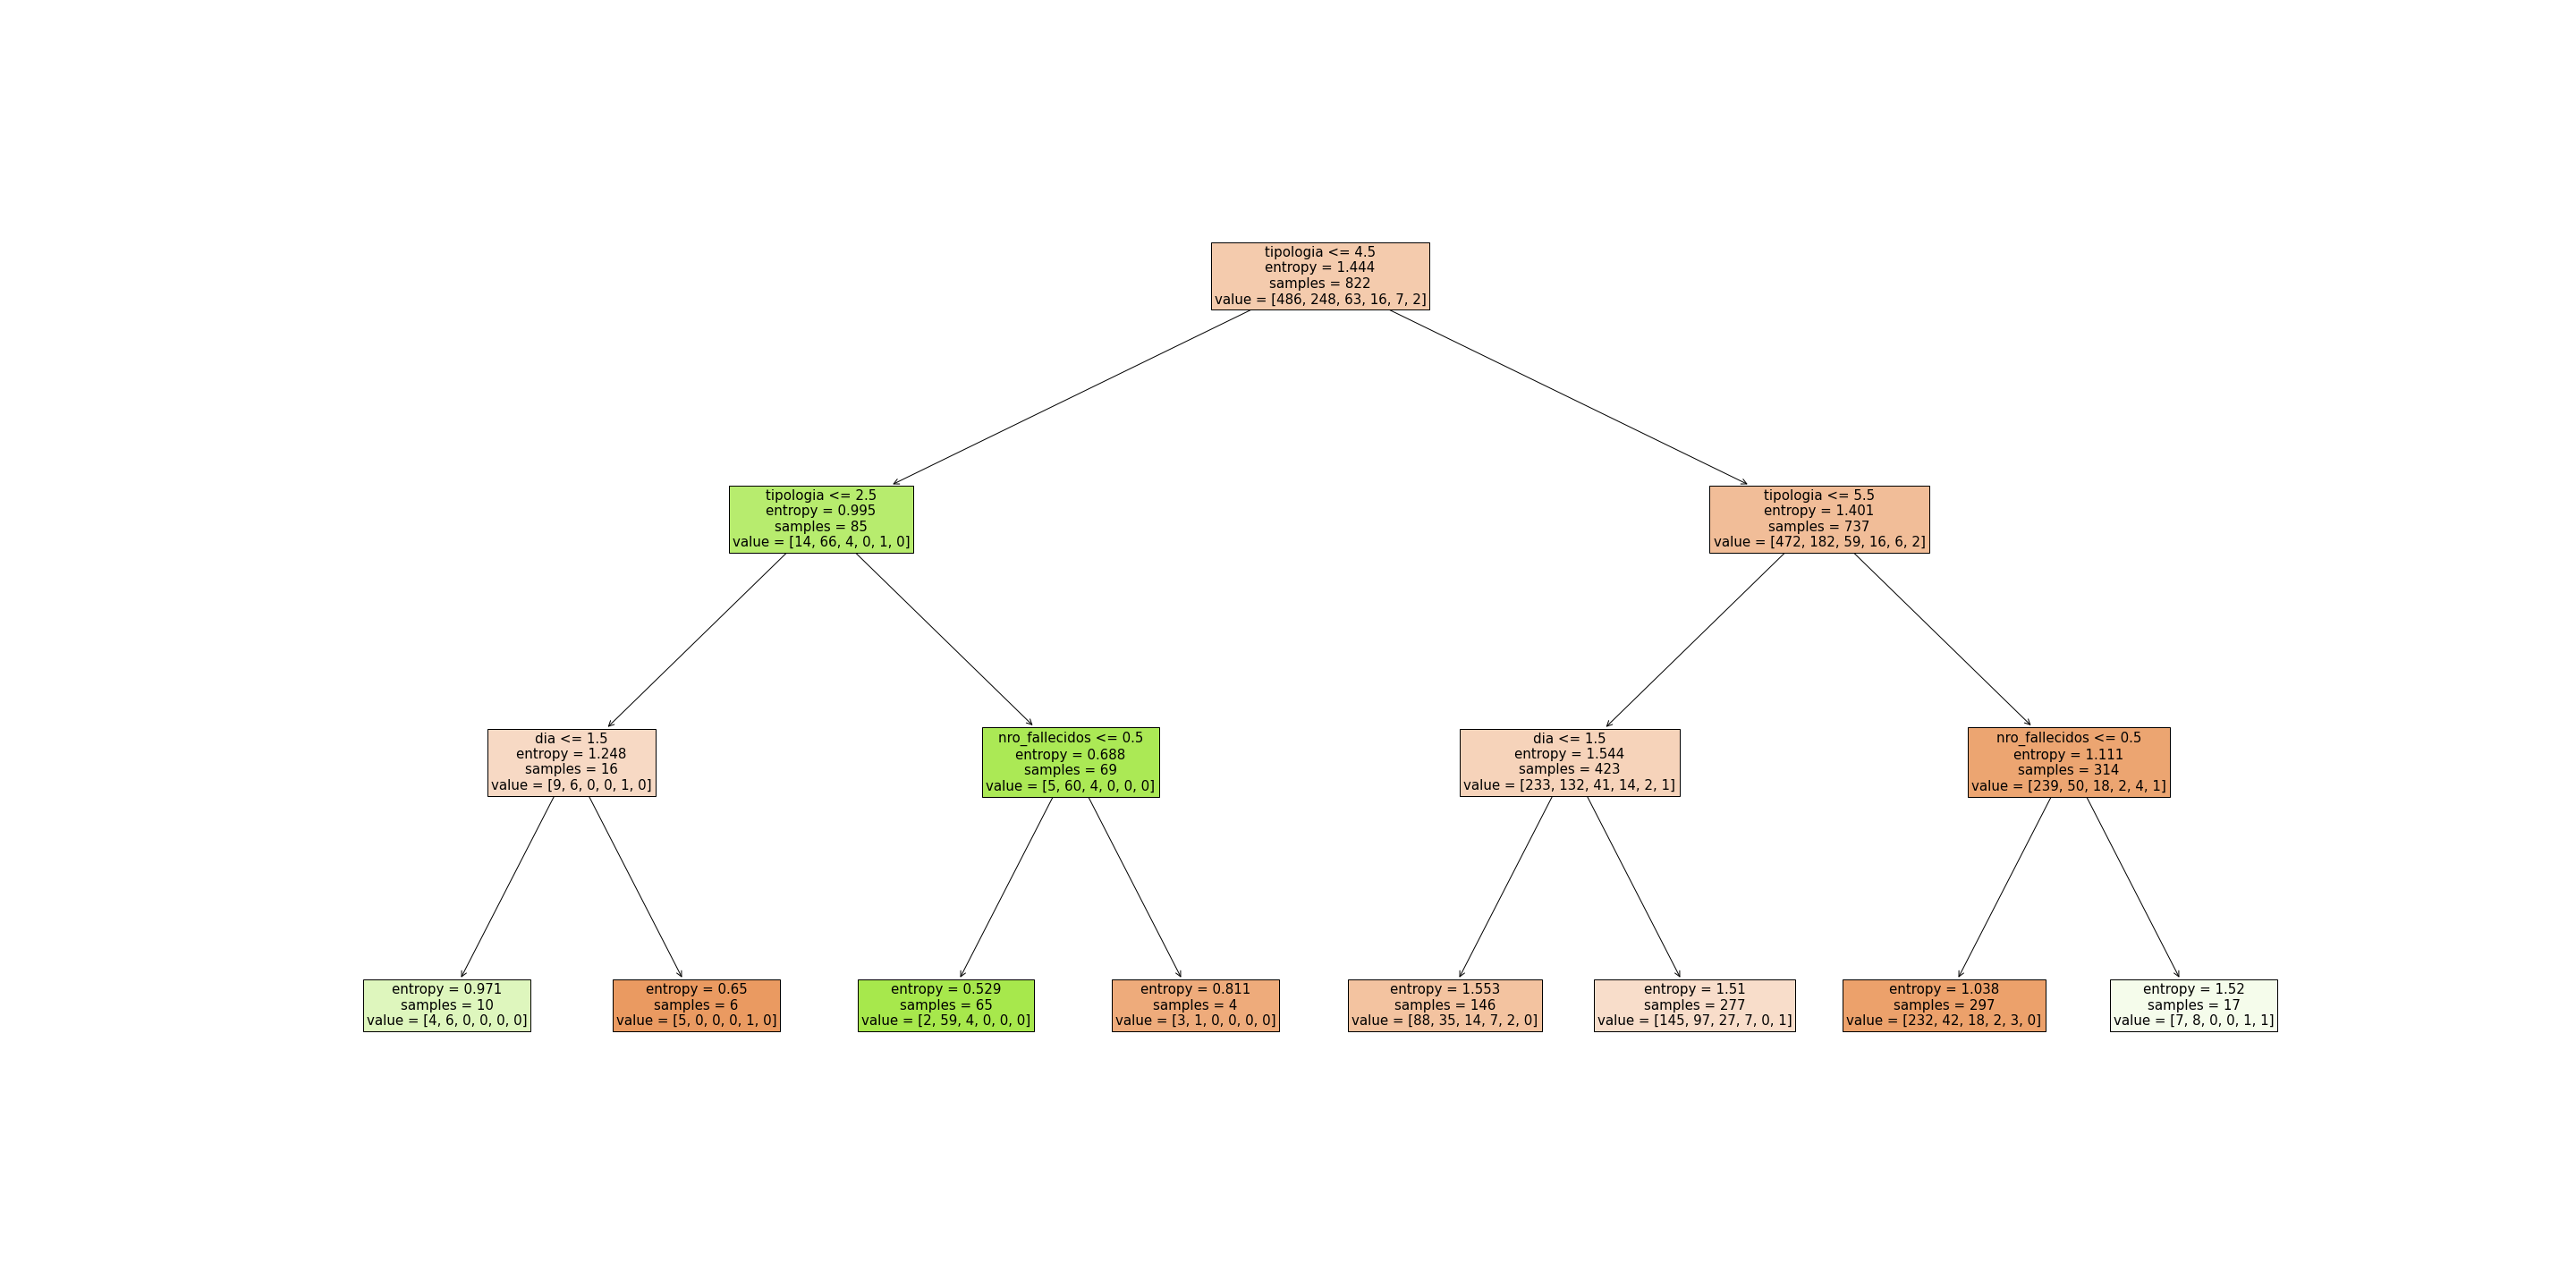 tipologia <= 4.5
entropy = 1.444
samples = 822
value = [486, 248, 63, 16, 7, 2]
tipologia <= 2.5
entropy = 0.995
samples = 85
value = [14, 66, 4, 0, 1, 0]
tipologia <= 5.5
entropy = 1.401
samples = 737
value = [472, 182, 59, 16, 6, 2]
dia <= 1.5
entropy = 1.248
samples = 16
value = [9, 6, 0, 0, 1, 0]
nro_fallecidos <= 0.5
entropy = 0.688
samples = 69
value = [5, 60, 4, 0, 0, 0]
dia <= 1.5
entropy = 1.544
samples = 423
value = [233, 132, 41, 14, 2, 1]
nro_fallecidos <= 0.5
entropy = 1.111
samples = 314
value = [239, 50, 18, 2, 4, 1]
entropy = 0.971
samples = 10
value = [4, 6, 0, 0, 0, 0]
entropy = 0.65
samples = 6
value = [5, 0, 0, 0, 1, 0]
entropy = 0.529
samples = 65
value = [2, 59, 4, 0, 0, 0]
entropy = 0.811
samples = 4
value = [3, 1, 0, 0, 0, 0]
entropy = 1.553
samples = 146
value = [88, 35, 14, 7, 2, 0]
entropy = 1.51
samples = 277
value = [145, 97, 27, 7, 0, 1]
entropy = 1.038
samples = 297
value = [232, 42, 18, 2, 3, 0]
entropy = 1.52
samples = 17
value = [7, 8, 0, 0, 1, 1]